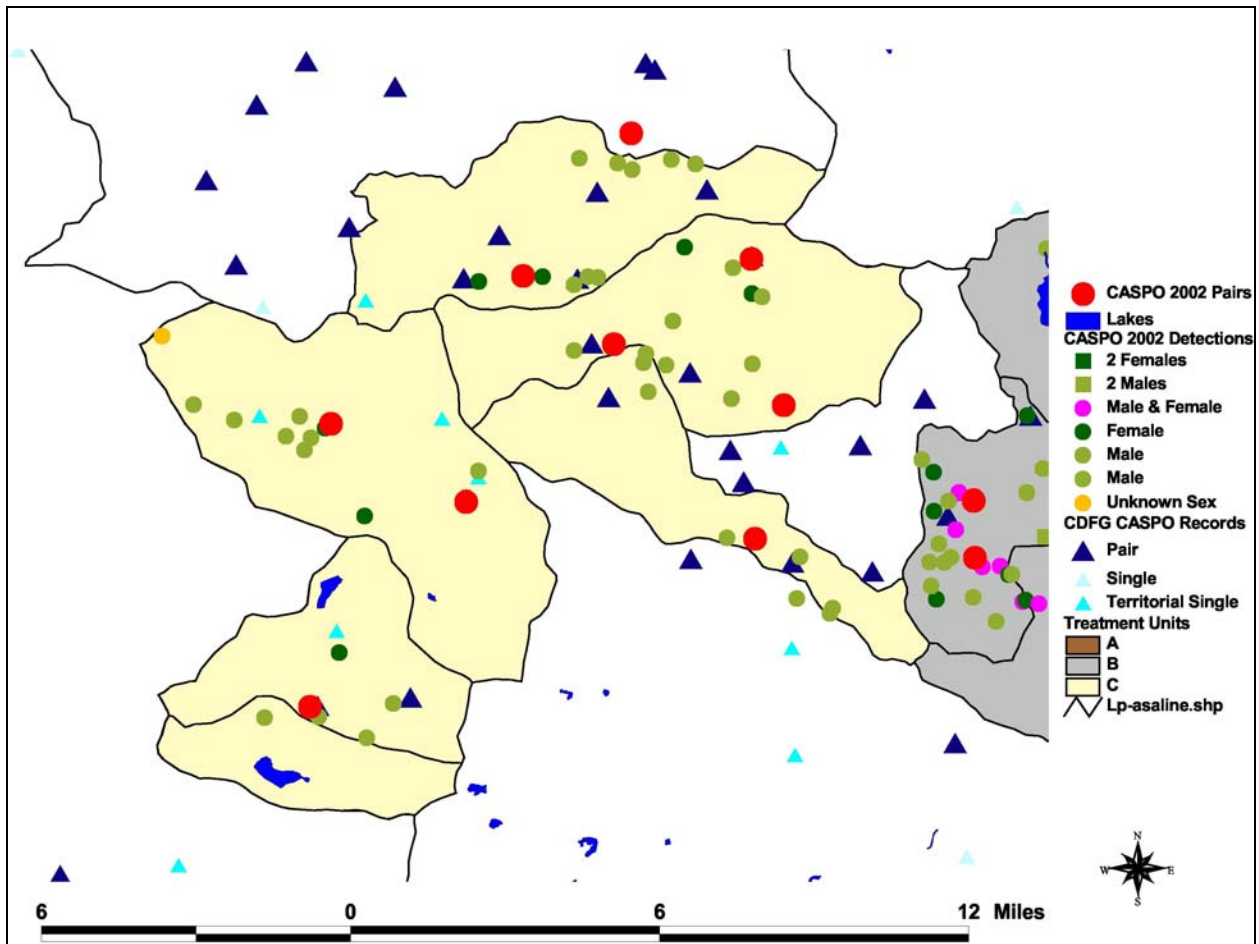 CASPO 2002 Pairs
Lakes
CASPO 2002 Detections
2 Females
2 Males
Male & Female
Female
Male
Male
Unknown Sex
CDFG CASPO Records
Pair
Single
Territorial Single
Treatment Units
A
B
C
Lp-asaline.shp
N
W E
S
6 0 6 12 Miles